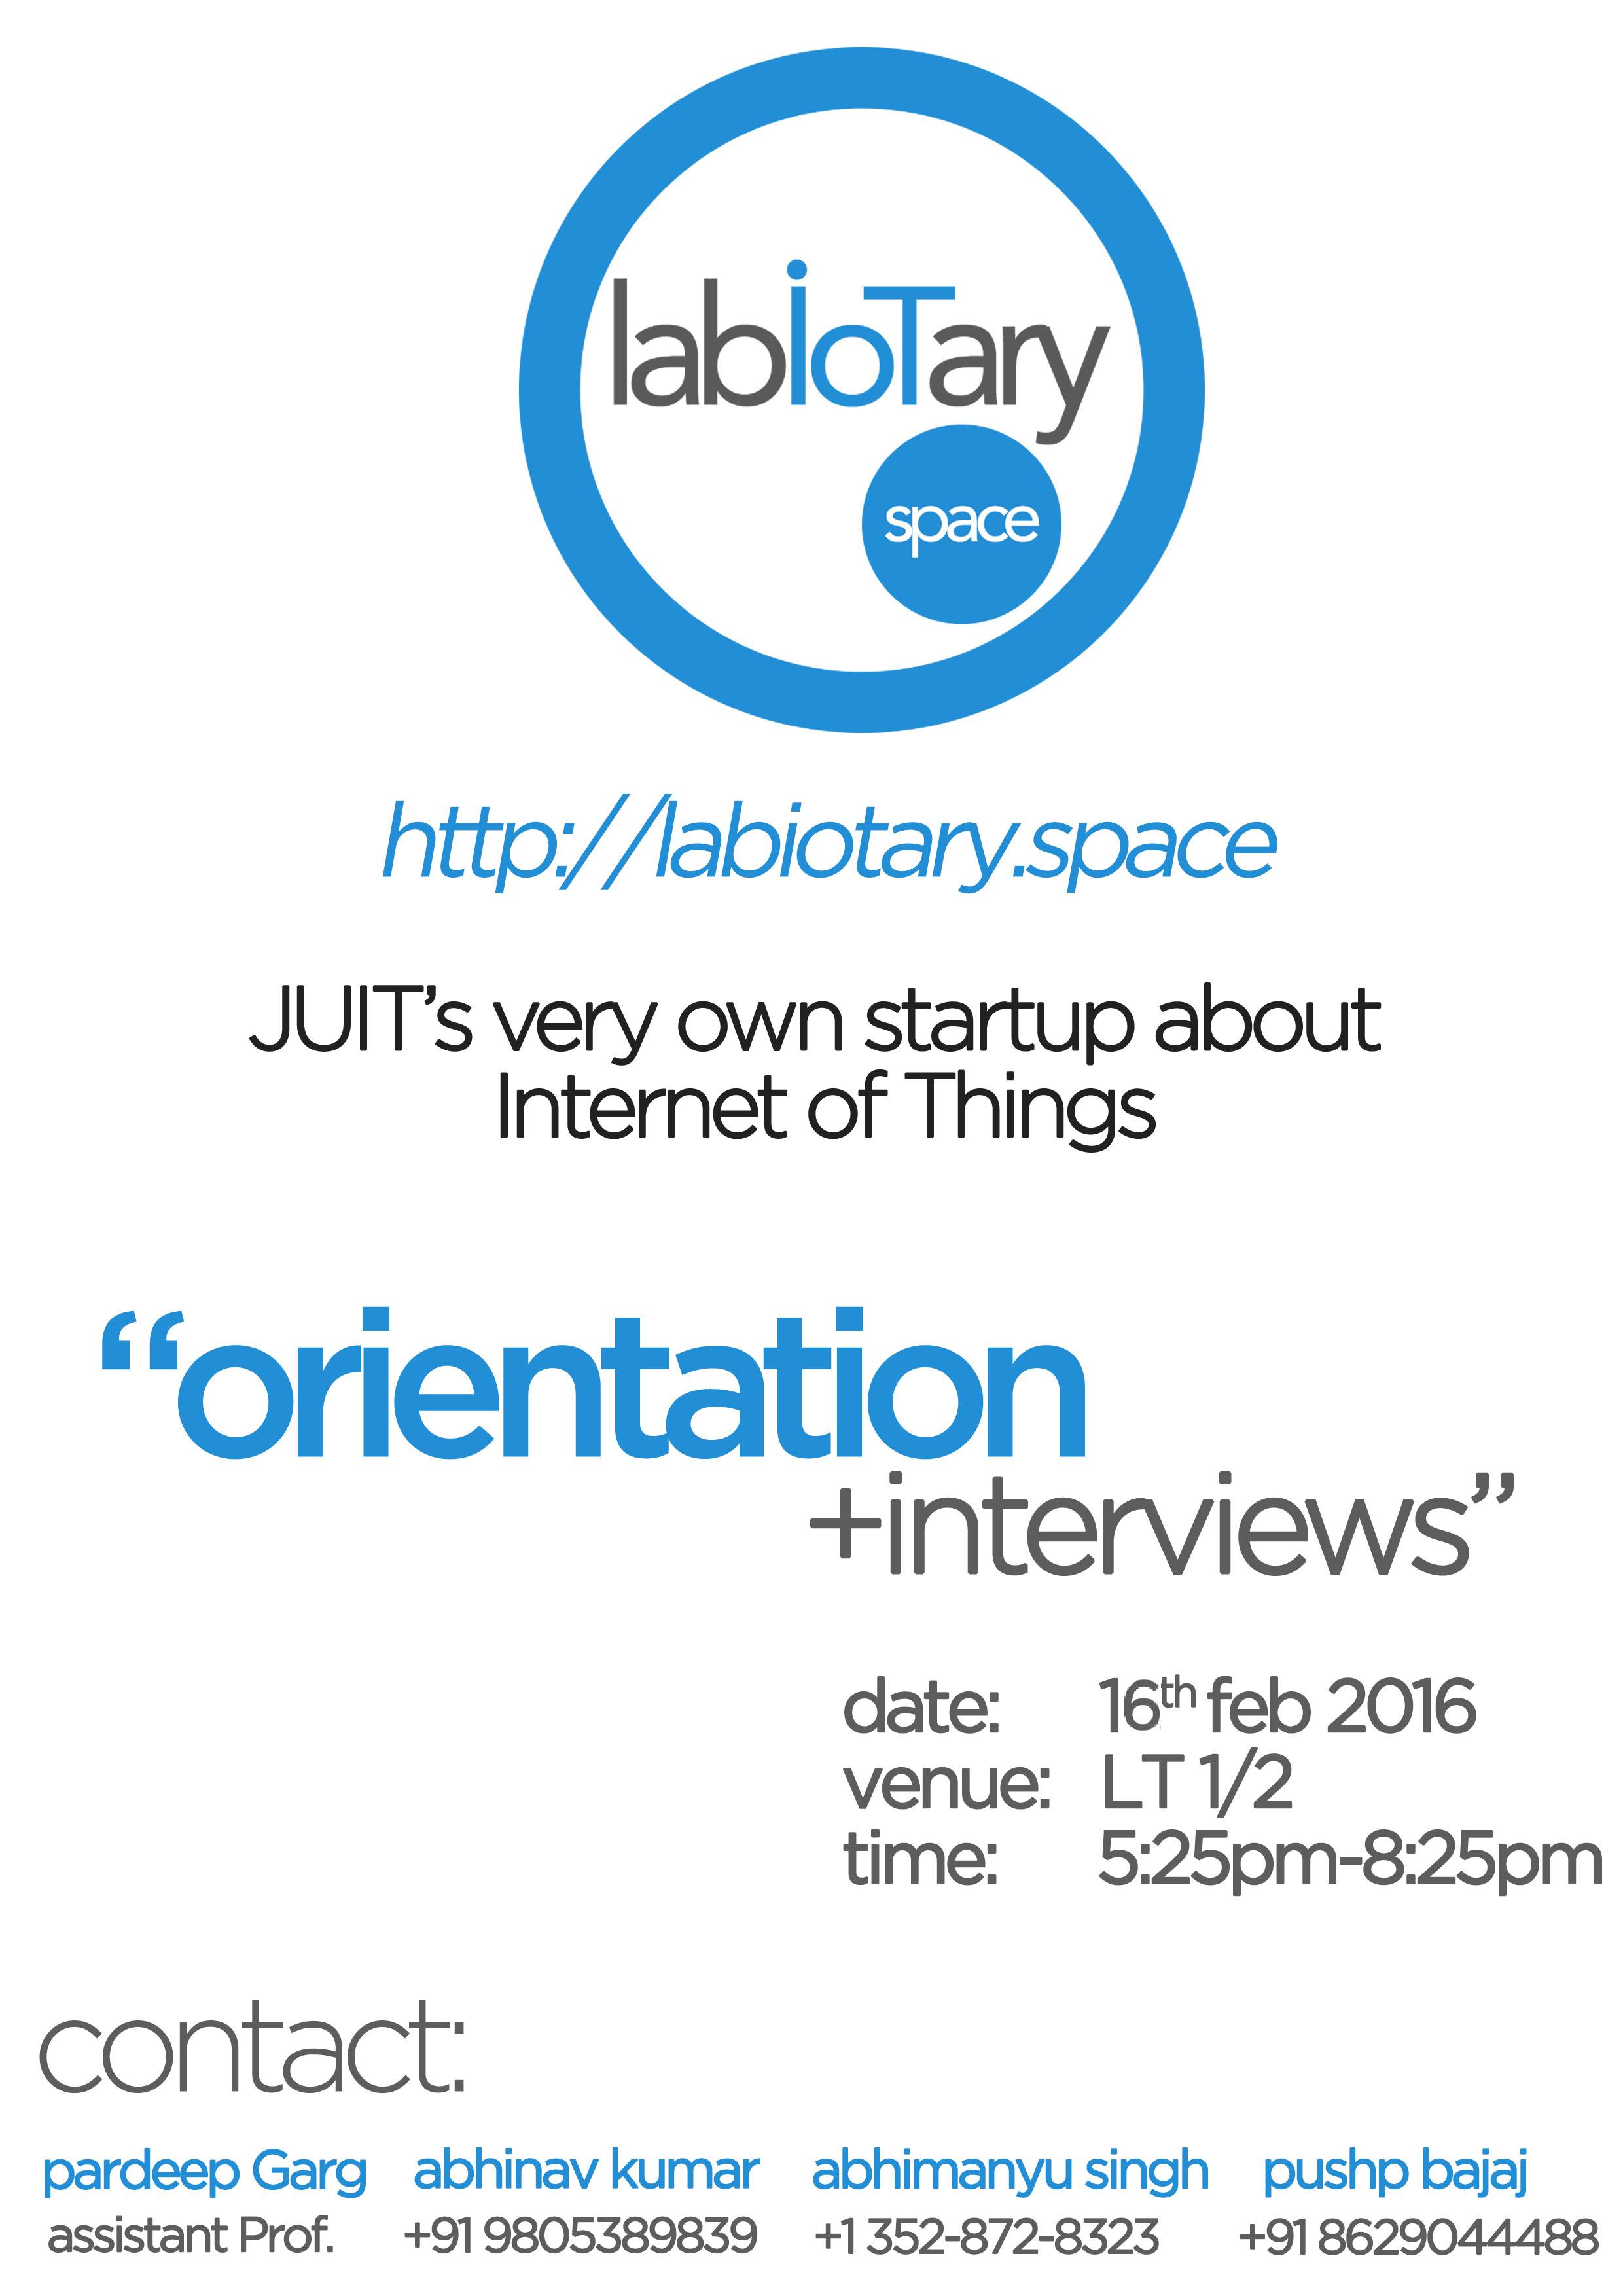 labIoTary
space
http://labiotary.space
JUIT’s very own startup about
Internet of Things
“orientation
+interviews”
date: 16th feb 2016
venue: LT 1/2
time: 5:25pm-8:25pm
contact:
pardeep Garg abhinav kumar abhimanyu singh pushp bajaj
assistant Prof. +91 9805389839 +1 352-872-8323 +91 8629044488